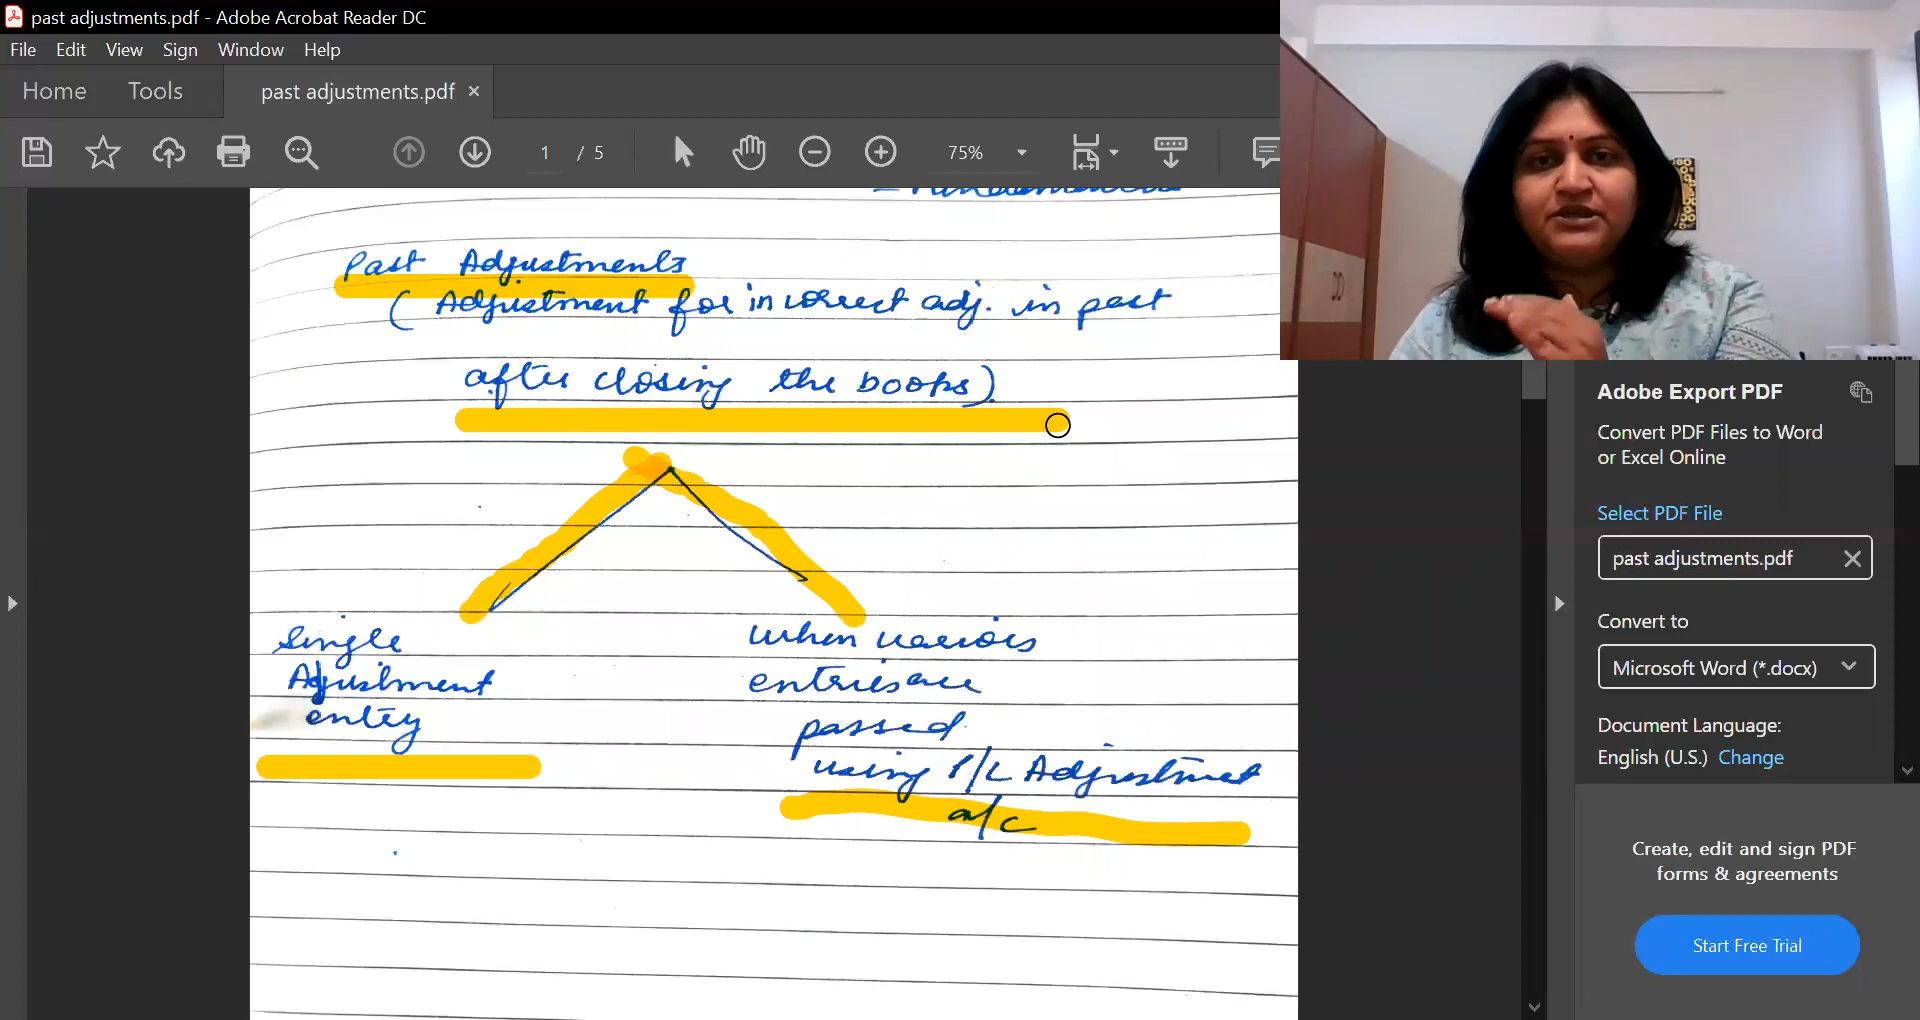 past adjustments.pdf - Adobe Acrobat Reader DC
File Edit View Sign Window Help
Home Tools past adjustments.pdf ×
1 / 5 75%
Past Adjustments
( Adjustment for incorrect adj. in past
after closing the books).
Single
Adjustment
entry
when various
entries are
passed
using P/L Adjustment
a/c
Adobe Export PDF
Convert PDF Files to Word
or Excel Online
Select PDF File
past adjustments.pdf
Convert to
Microsoft Word (*.docx)
Document Language:
English (U.S.) Change
Create, edit and sign PDF
forms & agreements
Start Free Trial